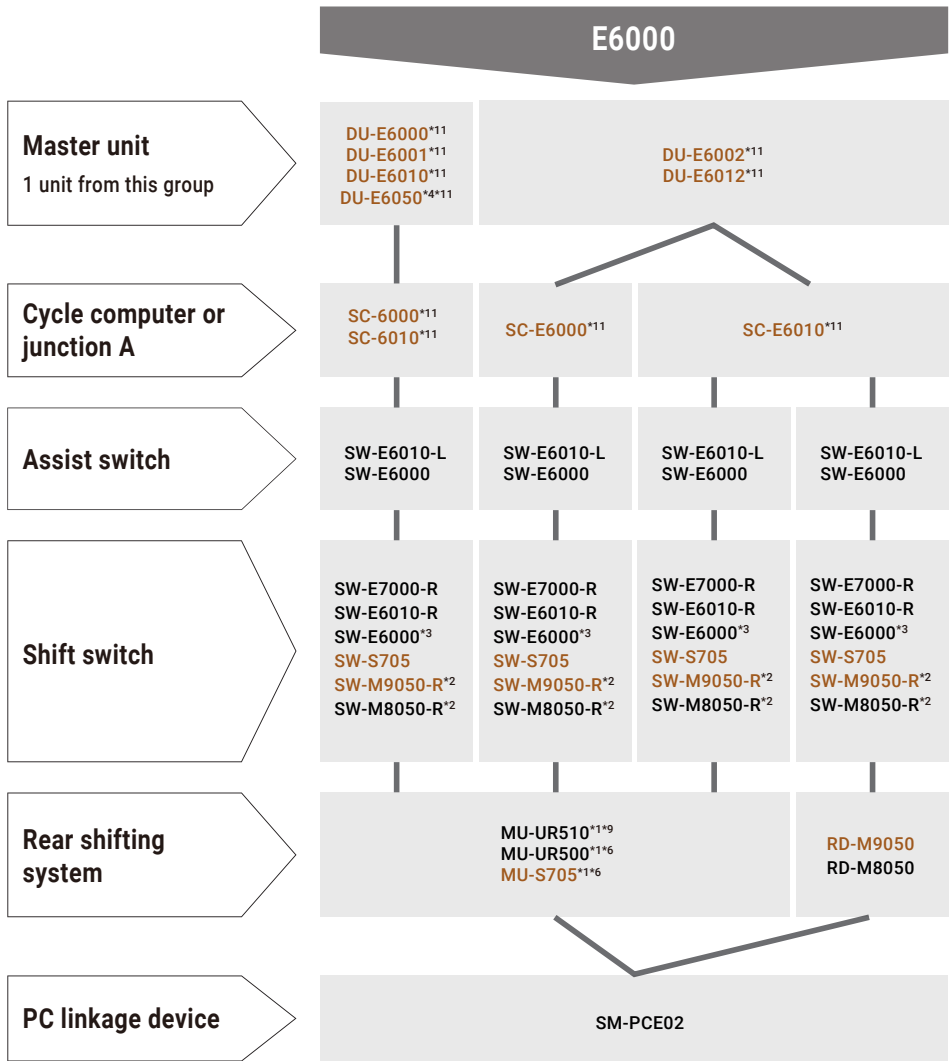 E6000
Master unit
1 unit from this group
DU-E6000*11
DU-E6001*11
DU-E6010*11
DU-E6050*4*11
DU-E6002*11
DU-E6012*11
Cycle computer or
junction A
SC-6000*11
SC-6010*11
SC-E6000*11
SC-E6010*11
Assist switch
SW-E6010-L
SW-E6000
SW-E6010-L
SW-E6000
SW-E6010-L
SW-E6000
SW-E6010-L
SW-E6000
Shift switch
SW-E7000-R
SW-E6010-R
SW-E6000*3
SW-S705
SW-M9050-R*2
SW-M8050-R*2
SW-E7000-R
SW-E6010-R
SW-E6000*3
SW-S705
SW-M9050-R*2
SW-M8050-R*2
SW-E7000-R
SW-E6010-R
SW-E6000*3
SW-S705
SW-M9050-R*2
SW-M8050-R*2
SW-E7000-R
SW-E6010-R
SW-E6000*3
SW-S705
SW-M9050-R*2
SW-M8050-R*2
Rear shifting
system
MU-UR510*1*9
MU-UR500*1*6
MU-S705*1*6
RD-M9050
RD-M8050
PC linkage device
SM-PCE02